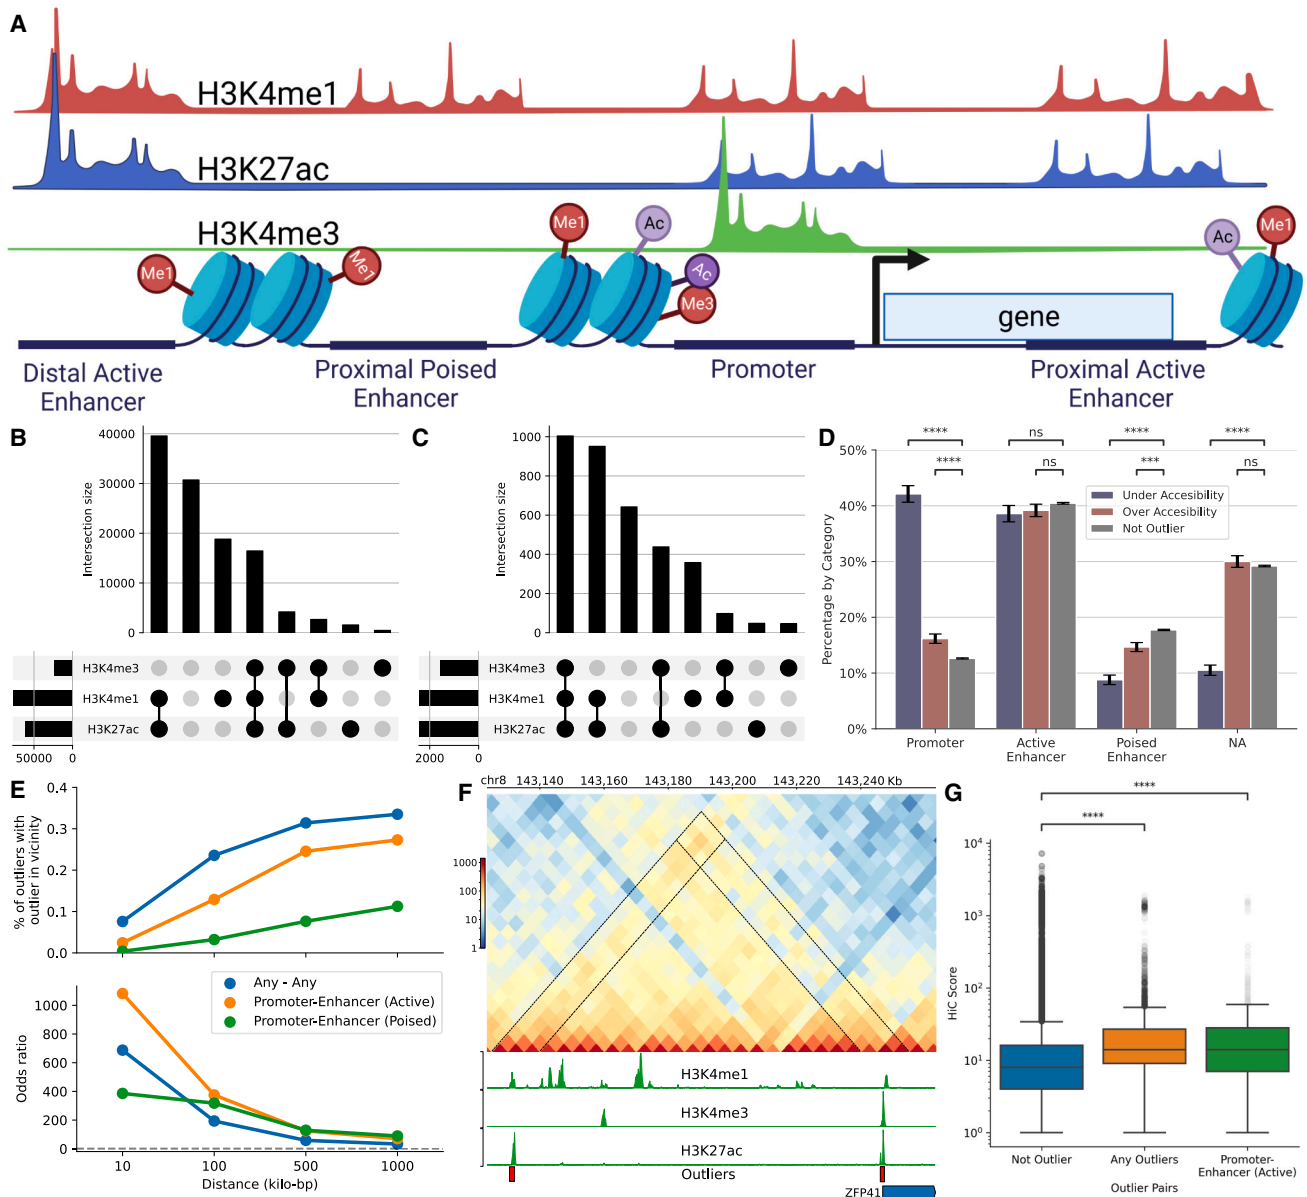 A
H3K4me1
H3K27ac
H3K4me3
Me1
Me1
Me1
Ac
Ac
Me3
Ac
Me1
gene
Distal Active
Enhancer
Proximal Poised
Enhancer
Promoter
Proximal Active
Enhancer
B
Intersection size
40000
30000
20000
10000
0
H3K4me3
H3K4me1
H3K27ac
50000 0
C
Intersection size
1000
800
600
400
200
0
H3K4me3
H3K4me1
H3K27ac
2000 0
D
Percentage by Category
50%
40%
30%
20%
10%
0%
**** ns **** ****
**** ns *** ns
Under Accesibility
Over Accesibility
Not Outlier
Promoter
Active
Enhancer
Poised
Enhancer
NA
E
% of outliers with
outlier in vicinity
0.4
0.3
0.2
0.1
0.0
Any - Any
Promoter-Enhancer (Active)
Promoter-Enhancer (Poised)
Odds ratio
1000
800
600
400
200
0
10 100 500 1000
Distance (kilo-bp)
F
chr8 143,140 143,160 143,180 143,200 143,220 143,240 Kb
1000
100
10
1
H3K4me1
H3K4me3
H3K27ac
Outliers
ZFP41
G
****
****
HiC Score
10⁴
10³
10²
10¹
10⁰
Not Outlier
Any Outliers
Promoter-
Enhancer (Active)
Outlier Pairs